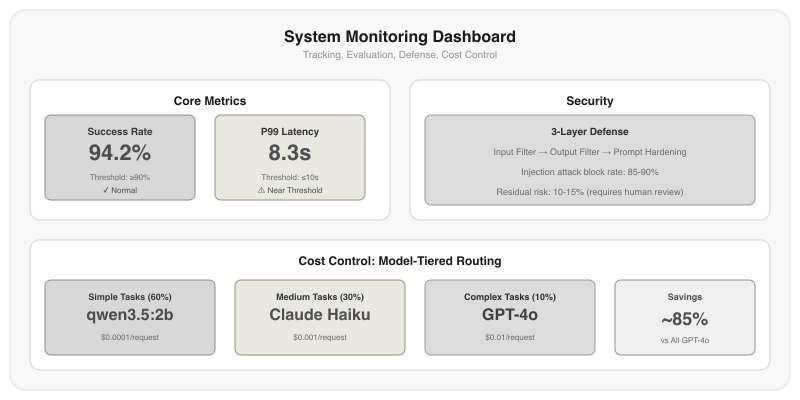 System Monitoring Dashboard
Tracking, Evaluation, Defense, Cost Control
Core Metrics
Success Rate
94.2%
Threshold: ≥90%
✓ Normal
P99 Latency
8.3s
Threshold: ≤10s
⚠ Near Threshold
Security
3-Layer Defense
Input Filter → Output Filter → Prompt Hardening
Injection attack block rate: 85-90%
Residual risk: 10-15% (requires human review)
Cost Control: Model-Tiered Routing
Simple Tasks (60%)
qwen3.5:2b
$0.0001/request
Medium Tasks (30%)
Claude Haiku
$0.001/request
Complex Tasks (10%)
GPT-4o
$0.01/request
Savings
~85%
vs All GPT-4o